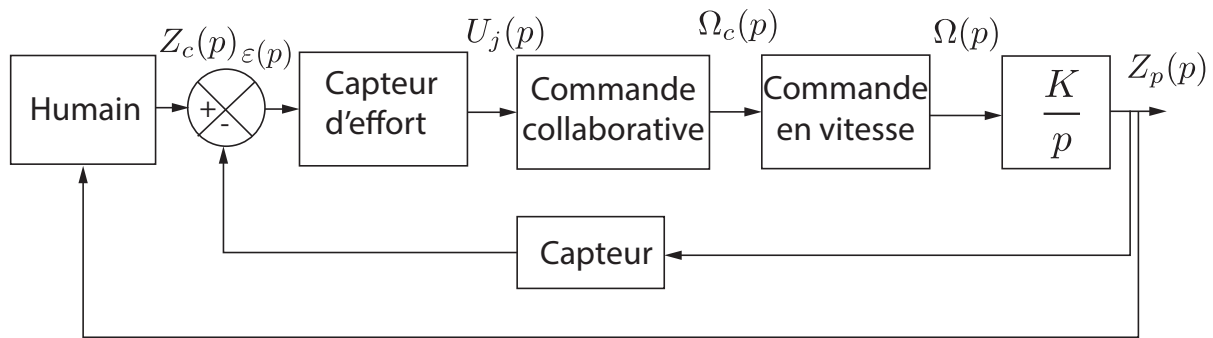 Z_c(p)
ε(p)
U_j(p)
Ω_c(p)
Ω(p)
Z_p(p)
Humain
+
-
Capteur
d'effort
Commande
collaborative
Commande
en vitesse
K
p
Capteur